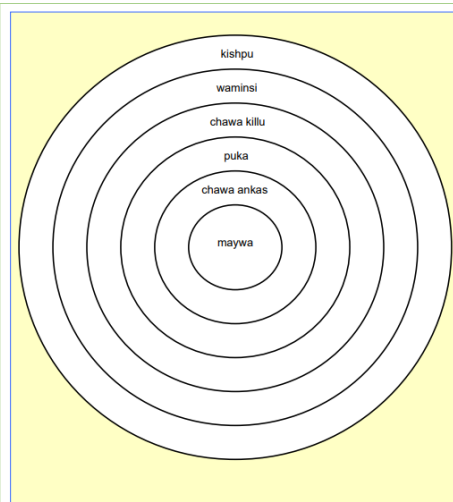 kishpu
waminsi
chawa killu
puka
chawa ankas
maywa